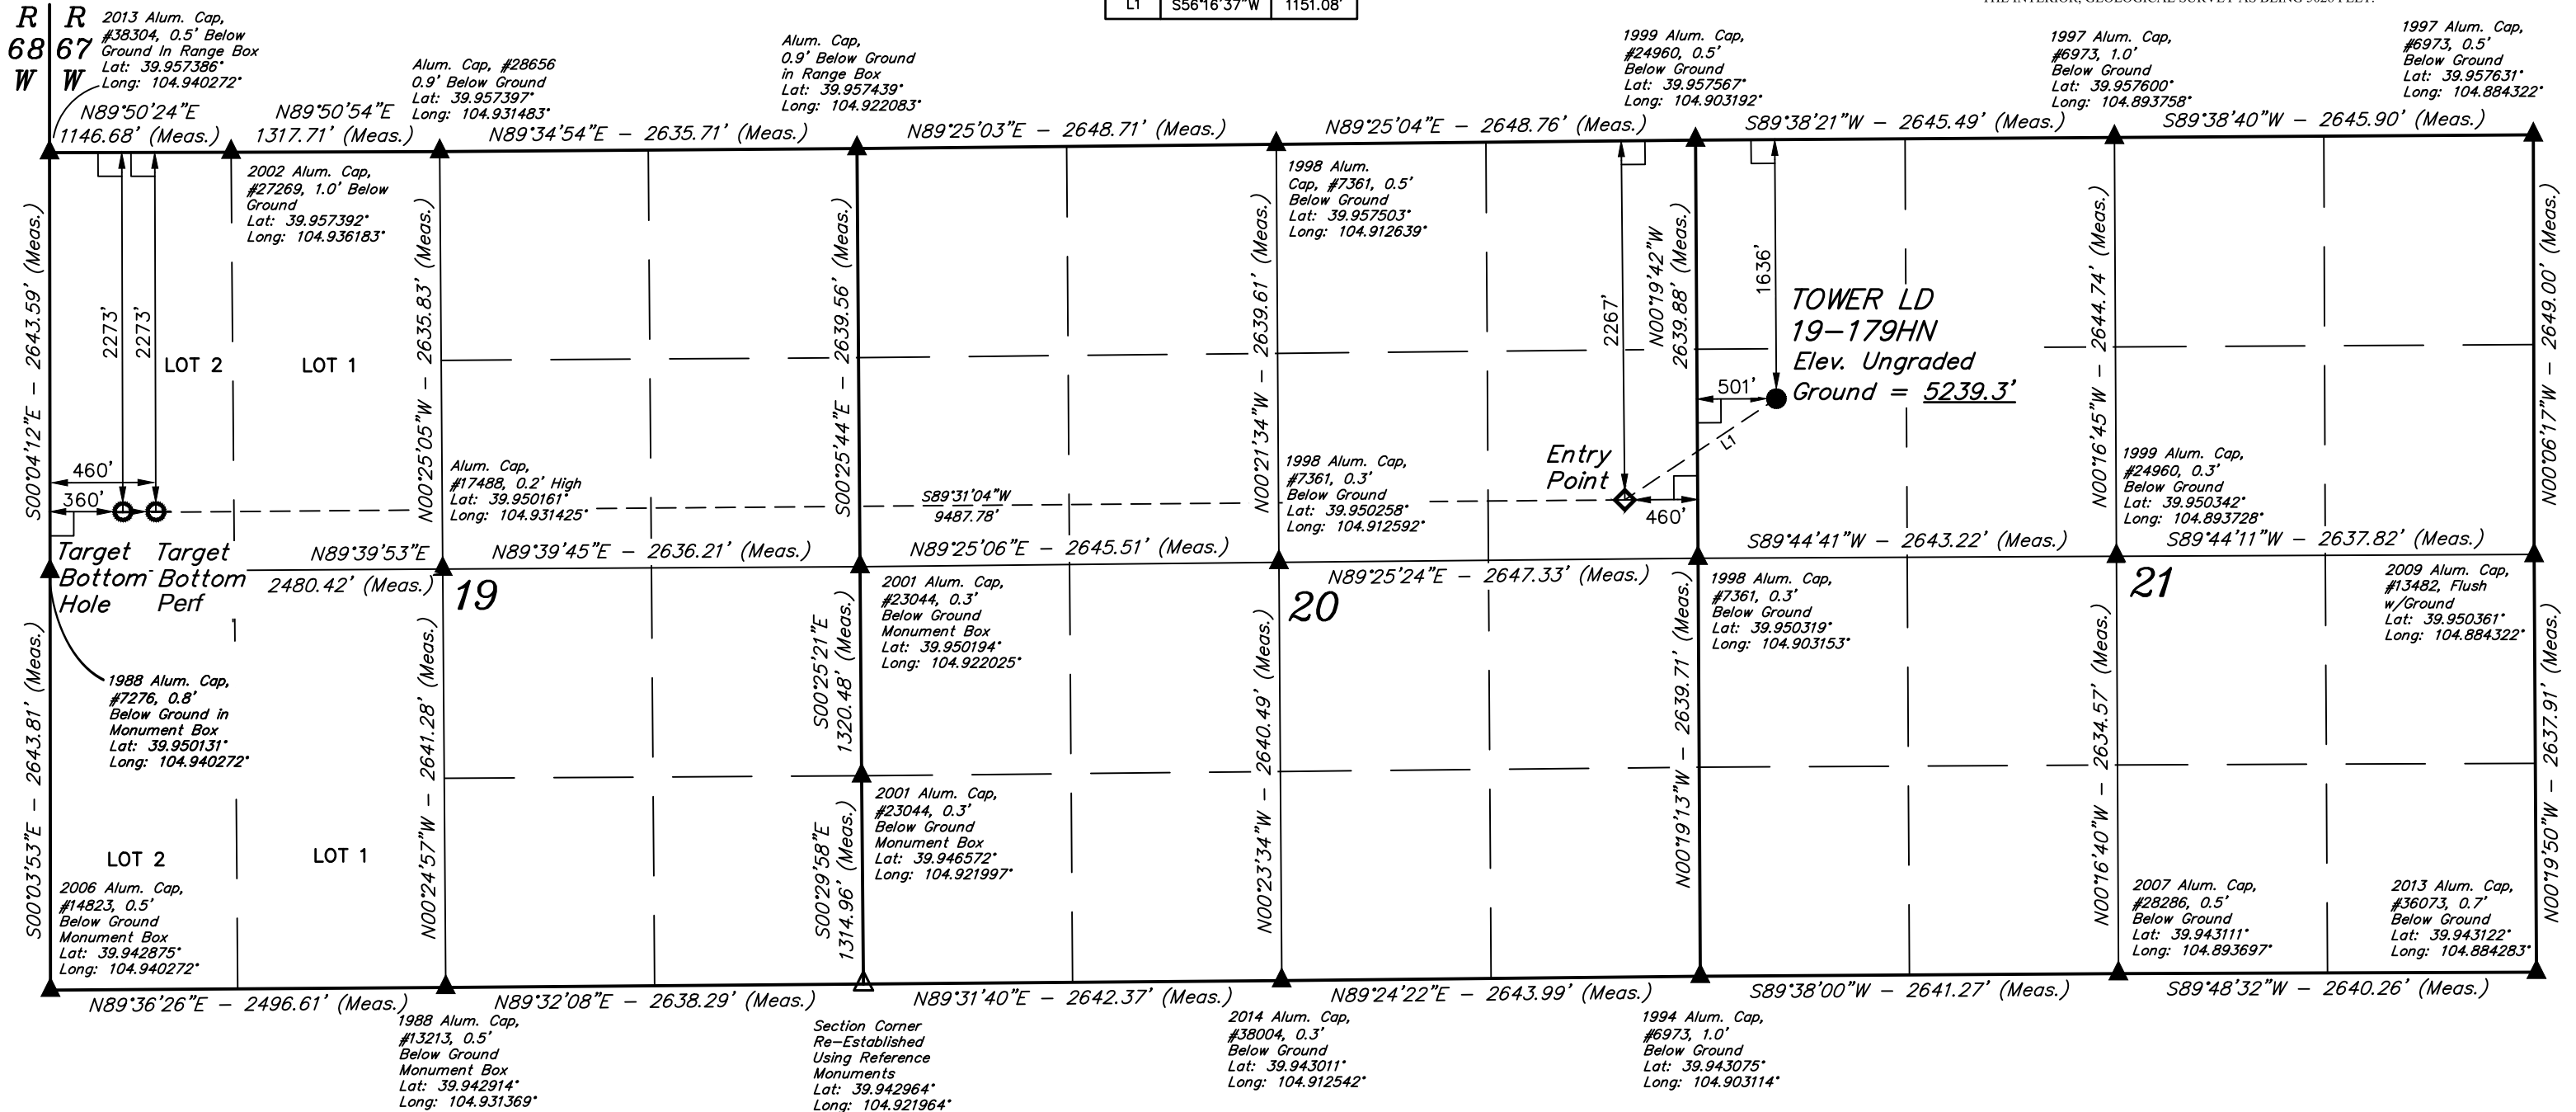 R R
68 67
W W
2013 Alum. Cap,
#38304, 0.5' Below
Ground In Range Box
Lat: 39.957386°
Long: 104.940272°
L1 S56°16'37"W 1151.08'
Alum. Cap, #28656
0.9' Below Ground
Lat: 39.957397°
Long: 104.931483°
Alum. Cap,
0.9' Below Ground
in Range Box
Lat: 39.957439°
Long: 104.922083°
1999 Alum. Cap,
#24960, 0.5'
Below Ground
Lat: 39.957567°
Long: 104.903192°
1997 Alum. Cap,
#6973, 1.0'
Below Ground
Lat: 39.957600°
Long: 104.893758°
1997 Alum. Cap,
#6973, 0.5'
Below Ground
Lat: 39.957631°
Long: 104.884322°
N89°50'24"E
1146.68' (Meas.)
N89°50'54"E
1317.71' (Meas.)
N89°34'54"E – 2635.71' (Meas.)
N89°25'03"E – 2648.71' (Meas.)
N89°25'04"E – 2648.76' (Meas.)
S89°38'21"W – 2645.49' (Meas.)
S89°38'40"W – 2645.90' (Meas.)
2002 Alum. Cap,
#27269, 1.0' Below
Ground
Lat: 39.957392°
Long: 104.936183°
1998 Alum.
Cap, #7361, 0.5'
Below Ground
Lat: 39.957503°
Long: 104.912639°
S00°04'12"E – 2643.59' (Meas.)
2273'
2273'
LOT 2
LOT 1
N00°25'05"W – 2635.83' (Meas.)
S00°25'44"E – 2639.56' (Meas.)
N00°21'34"W – 2639.61' (Meas.)
2267'
N00°19'42"W
2639.88' (Meas.)
1636'
TOWER LD
19–179HN
Elev. Ungraded
Ground = 5239.3'
501'
L1
N00°16'45"W – 2644.74' (Meas.)
N00°06'17"W – 2649.00' (Meas.)
460'
360'
Alum. Cap,
#17488, 0.2' High
Lat: 39.950161°
Long: 104.931425°
S89°31'04"W
9487.78'
1998 Alum. Cap,
#7361, 0.3'
Below Ground
Lat: 39.950258°
Long: 104.912592°
Entry
Point
460'
1999 Alum. Cap,
#24960, 0.3'
Below Ground
Lat: 39.950342°
Long: 104.893728°
Target
Bottom
Hole
Target
Bottom
Perf
N89°39'53"E
2480.42' (Meas.)
N89°39'45"E – 2636.21' (Meas.)
N89°25'06"E – 2645.51' (Meas.)
N89°25'24"E – 2647.33' (Meas.)
S89°44'41"W – 2643.22' (Meas.)
S89°44'11"W – 2637.82' (Meas.)
19
20
21
2001 Alum. Cap,
#23044, 0.3'
Below Ground
Monument Box
Lat: 39.950194°
Long: 104.922025°
1998 Alum. Cap,
#7361, 0.3'
Below Ground
Lat: 39.950319°
Long: 104.903153°
2009 Alum. Cap,
#13482, Flush
w/Ground
Lat: 39.950361°
Long: 104.884322°
1988 Alum. Cap,
#7276, 0.8'
Below Ground in
Monument Box
Lat: 39.950131°
Long: 104.940272°
S00°03'53"E – 2643.81' (Meas.)
N00°24'57"W – 2641.28' (Meas.)
S00°25'21"E
1320.48' (Meas.)
S00°29'58"E
1314.96' (Meas.)
N00°23'34"W – 2640.49' (Meas.)
N00°19'13"W – 2639.71' (Meas.)
N00°16'40"W – 2634.57' (Meas.)
N00°19'50"W – 2637.91' (Meas.)
2001 Alum. Cap,
#23044, 0.3'
Below Ground
Monument Box
Lat: 39.946572°
Long: 104.921997°
LOT 2
LOT 1
2006 Alum. Cap,
#14823, 0.5'
Below Ground
Monument Box
Lat: 39.942875°
Long: 104.940272°
2007 Alum. Cap,
#28286, 0.5'
Below Ground
Lat: 39.943111°
Long: 104.893697°
2013 Alum. Cap,
#36073, 0.7'
Below Ground
Lat: 39.943122°
Long: 104.884283°
N89°36'26"E – 2496.61' (Meas.)
N89°32'08"E – 2638.29' (Meas.)
N89°31'40"E – 2642.37' (Meas.)
N89°24'22"E – 2643.99' (Meas.)
S89°38'00"W – 2641.27' (Meas.)
S89°48'32"W – 2640.26' (Meas.)
1988 Alum. Cap,
#13213, 0.5'
Below Ground
Monument Box
Lat: 39.942914°
Long: 104.931369°
Section Corner
Re–Established
Using Reference
Monuments
Lat: 39.942964°
Long: 104.921964°
2014 Alum. Cap,
#38004, 0.3'
Below Ground
Lat: 39.943011°
Long: 104.912542°
1994 Alum. Cap,
#6973, 1.0'
Below Ground
Lat: 39.943075°
Long: 104.903114°